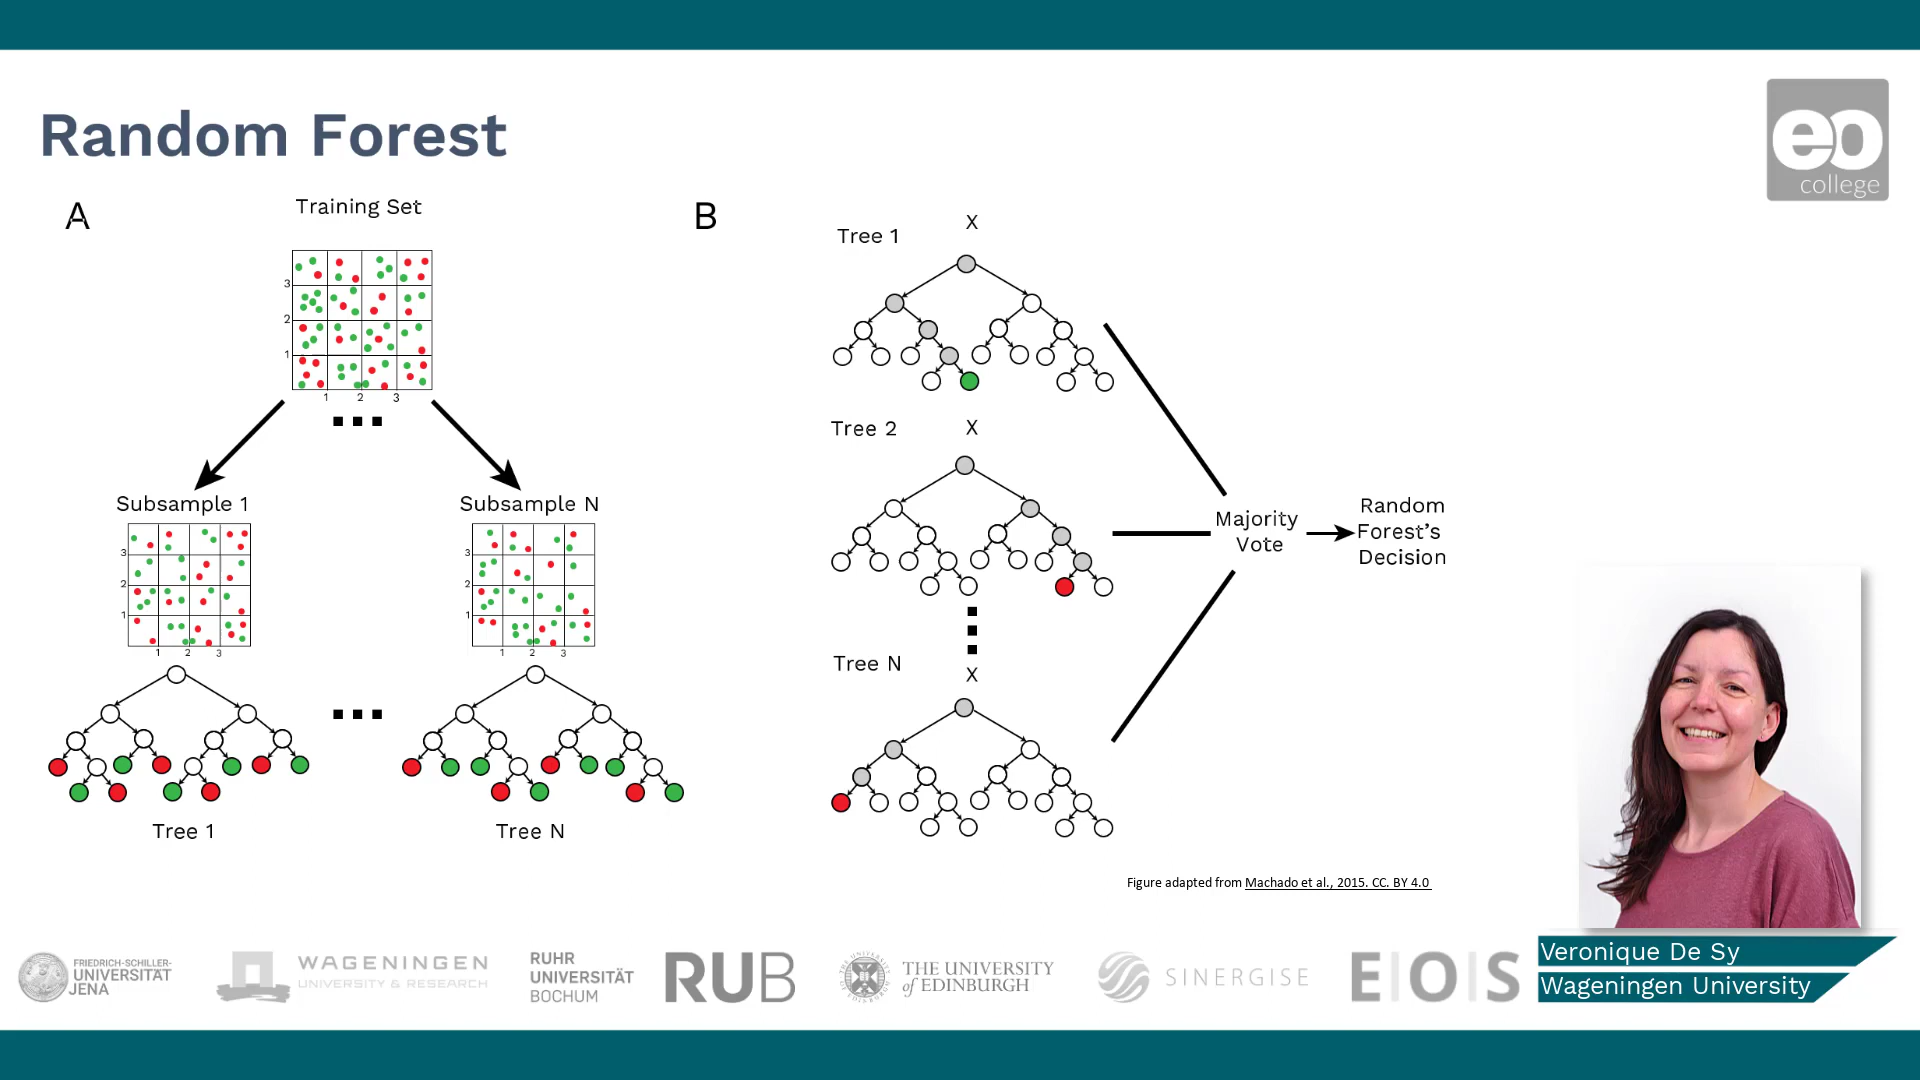 Random Forest
eo
college
A
Training Set
3
2
1
1 2 3
Subsample 1
3
2
1
1 2 3
Tree 1
Subsample N
3
2
1
1 2 3
Tree N
B
Tree 1
X
Tree 2
X
Tree N
X
Majority
Vote
Random
Forest's
Decision
Figure adapted from Machado et al., 2015. CC. BY 4.0
Veronique De Sy
Wageningen University
FRIEDRICH-SCHILLER-
UNIVERSITÄT
JENA
WAGENINGEN
UNIVERSITY & RESEARCH
RUHR
UNIVERSITÄT
BOCHUM
RUB
THE UNIVERSITY
of EDINBURGH
SINERGISE
E|O|S